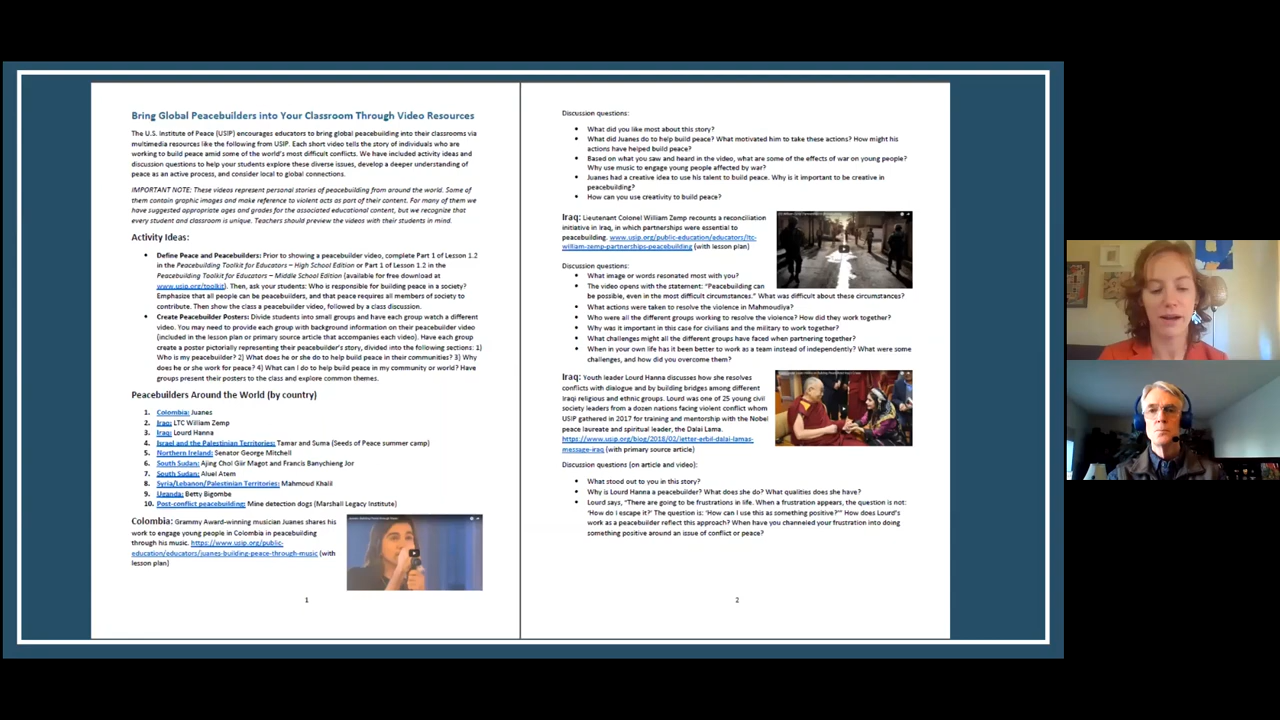 Bring Global Peacebuilders into Your Classroom Through Video Resources
The U.S. Institute of Peace (USIP) encourages educators to bring global peacebuilding into their classrooms via
multimedia resources like the following from USIP. Each short video tells the story of individuals who are
working to build peace amid some of the world's most difficult conflicts. We have included activity ideas and
discussion questions to help your students explore these diverse issues, develop a deeper understanding of
peace as an active process, and consider local to global connections.
IMPORTANT NOTE: These videos represent personal stories of peacebuilding from around the world. Some of
them contain graphic images and make reference to violent acts as part of their content. For many of them we
have suggested appropriate ages and grades for the associated educational content, but we recognize that
every student and classroom is unique. Teachers should preview the videos with their students in mind.
Activity Ideas:
• Define Peace and Peacebuilders: Prior to showing a peacebuilder video, complete Part 1 of Lesson 1.2
in the Peacebuilding Toolkit for Educators – High School Edition or Part 1 of Lesson 1.2 in the
Peacebuilding Toolkit for Educators – Middle School Edition (available for free download at
www.usip.org/toolkit). Then, ask your students: Who is responsible for building peace in a society?
Emphasize that all people can be peacebuilders, and that peace requires all members of society to
contribute. Then show the class a peacebuilder video, followed by a class discussion.
• Create Peacebuilder Posters: Divide students into small groups and have each group watch a different
video. You may need to provide each group with background information on their peacebuilder video
(included in the lesson plan or primary source article that accompanies each video). Have each group
create a poster pictorially representing their peacebuilder's story, divided into the following sections: 1)
Who is my peacebuilder? 2) What does he or she do to help build peace in their communities? 3) Why
does he or she work for peace? 4) What can I do to help build peace in my community or world? Have
groups present their posters to the class and explore common themes.
Peacebuilders Around the World (by country)
1. Colombia: Juanes
2. Iraq: LTC William Zemp
3. Iraq: Lourd Hanna
4. Israel and the Palestinian Territories: Tamar and Suma (Seeds of Peace summer camp)
5. Northern Ireland: Senator George Mitchell
6. South Sudan: Ajing Chol Giir Magot and Francis Banychieng Jor
7. South Sudan: Aluel Atem
8. Syria/Lebanon/Palestinian Territories: Mahmoud Khalil
9. Uganda: Betty Bigombe
10. Post-conflict peacebuilding: Mine detection dogs (Marshall Legacy Institute)
Colombia: Grammy Award-winning musician Juanes shares his
work to engage young people in Colombia in peacebuilding
through his music. https://www.usip.org/public-
education/educators/juanes-building-peace-through-music (with
lesson plan)
1
Discussion questions:
• What did you like most about this story?
• What did Juanes do to help build peace? What motivated him to take these actions? How might his
actions have helped build peace?
• Based on what you saw and heard in the video, what are some of the effects of war on young people?
Why use music to engage young people affected by war?
• Juanes had a creative idea to use his talent to build peace. Why is it important to be creative in
peacebuilding?
• How can you use creativity to build peace?
Iraq: Lieutenant Colonel William Zemp recounts a reconciliation
initiative in Iraq, in which partnerships were essential to
peacebuilding. www.usip.org/public-education/educators/ltc-
william-zemp-partnerships-peacebuilding (with lesson plan)
Discussion questions:
• What image or words resonated most with you?
• The video opens with the statement: "Peacebuilding can
be possible, even in the most difficult circumstances." What was difficult about these circumstances?
• What actions were taken to resolve the violence in Mahmoudiya?
• Who were all the different groups working to resolve the violence? How did they work together?
• Why was it important in this case for civilians and the military to work together?
• What challenges might all the different groups have faced when partnering together?
• When in your own life has it been better to work as a team instead of independently? What were some
challenges, and how did you overcome them?
Iraq: Youth leader Lourd Hanna discusses how she resolves
conflicts with dialogue and by building bridges among different
Iraqi religious and ethnic groups. Lourd was one of 25 young civil
society leaders from a dozen nations facing violent conflict whom
USIP gathered in 2017 for training and mentorship with the Nobel
peace laureate and spiritual leader, the Dalai Lama.
https://www.usip.org/blog/2018/02/letter-erbil-dalai-lamas-
message-iraq (with primary source article)
Discussion questions (on article and video):
• What stood out to you in this story?
• Why is Lourd Hanna a peacebuilder? What does she do? What qualities does she have?
• Lourd says, "There are going to be frustrations in life. When a frustration appears, the question is not:
'How do I escape it?' The question is: 'How can I use this as something positive?'" How does Lourd's
work as a peacebuilder reflect this approach? When have you channeled your frustration into doing
something positive around an issue of conflict or peace?
2